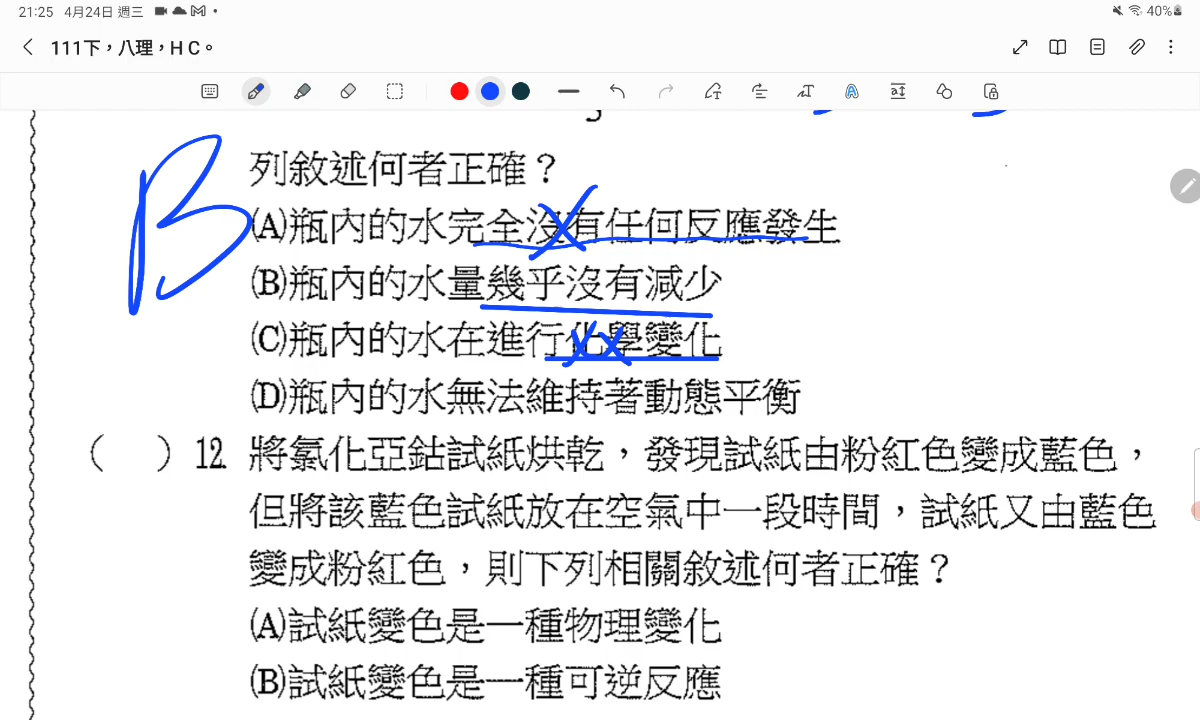 21:25 4月24日 週三 40%
111下，八理，H C。
B
列敘述何者正確？
(A)瓶內的水完全沒有任何反應發生
(B)瓶內的水量幾乎沒有減少
(C)瓶內的水在進行化學變化
(D)瓶內的水無法維持著動態平衡
（ ）12. 將氯化亞鈷試紙烘乾，發現試紙由粉紅色變成藍色，
但將該藍色試紙放在空氣中一段時間，試紙又由藍色
變成粉紅色，則下列相關敘述何者正確？
(A)試紙變色是一種物理變化
(B)試紙變色是一種可逆反應